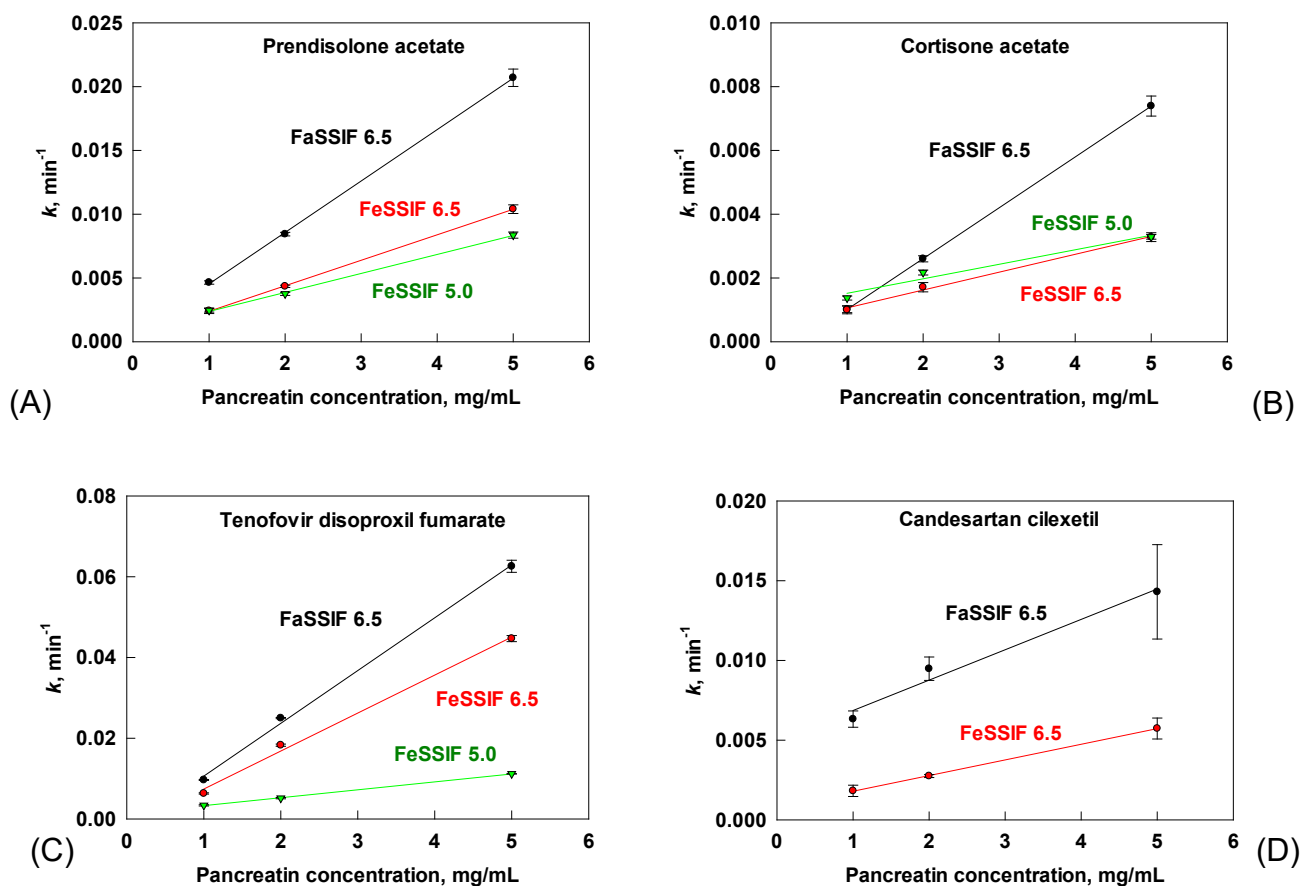 Prendisolone acetate
0.025
0.020
0.015
0.010
0.005
0.000
k, min-1
FaSSIF 6.5
FeSSIF 6.5
FeSSIF 5.0
0 1 2 3 4 5 6
Pancreatin concentration, mg/mL
(A)
Cortisone acetate
0.010
0.008
0.006
0.004
0.002
0.000
k, min-1
FaSSIF 6.5
FeSSIF 5.0
FeSSIF 6.5
0 1 2 3 4 5 6
Pancreatin concentration, mg/mL
(B)
Tenofovir disoproxil fumarate
0.08
0.06
0.04
0.02
0.00
k, min-1
FaSSIF 6.5
FeSSIF 6.5
FeSSIF 5.0
0 1 2 3 4 5 6
Pancreatin concentration, mg/mL
(C)
Candesartan cilexetil
0.020
0.015
0.010
0.005
0.000
k, min-1
FaSSIF 6.5
FeSSIF 6.5
0 1 2 3 4 5 6
Pancreatin concentration, mg/mL
(D)